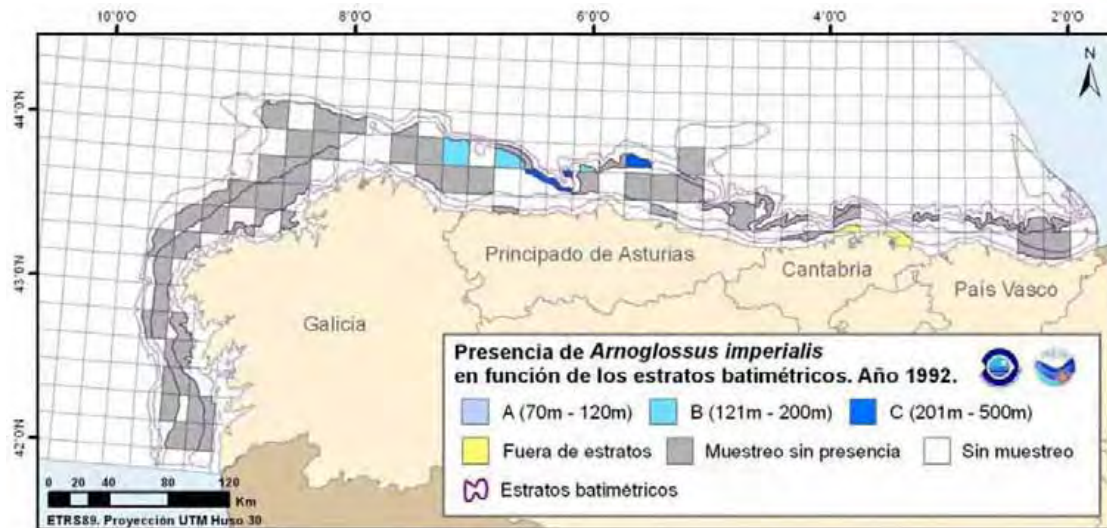 10°0'O 8°0'O 6°0'O 4°0'O 2°0'O
N
44°0'N
43°0'N
42°0'N
Principado de Asturias
Cantabria
País Vasco
Galicia
Presencia de Arnoglossus imperialis
en función de los estratos batimétricos. Año 1992.
A (70m - 120m) B (121m - 200m) C (201m - 500m)
Fuera de estratos Muestreo sin presencia Sin muestreo
Estratos batimétricos
0 20 40 80 120
Km
ETRS89. Proyección UTM Huso 30